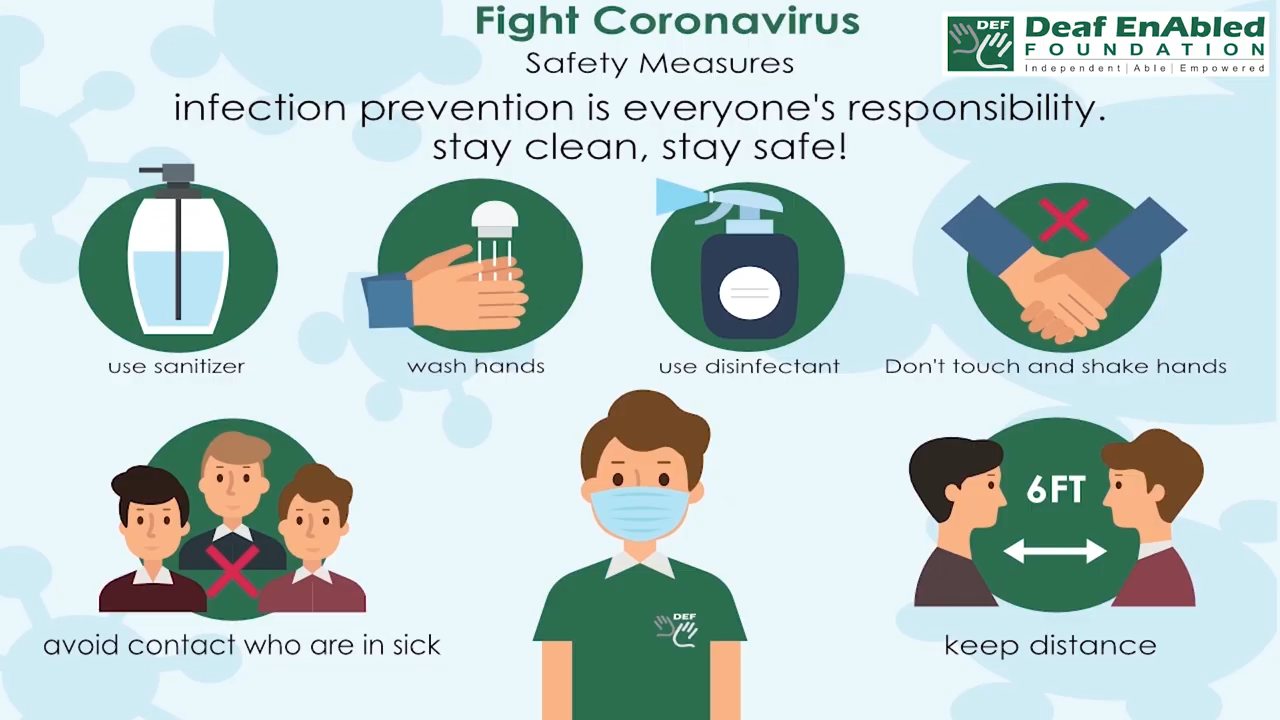 Fight Coronavirus
Safety Measures
DEF
Deaf EnAbled
FOUNDATION
Independent | Able | Empowered
infection prevention is everyone's responsibility.
stay clean, stay safe!
use sanitizer
wash hands
use disinfectant
Don't touch and shake hands
6FT
DEF
avoid contact who are in sick
keep distance